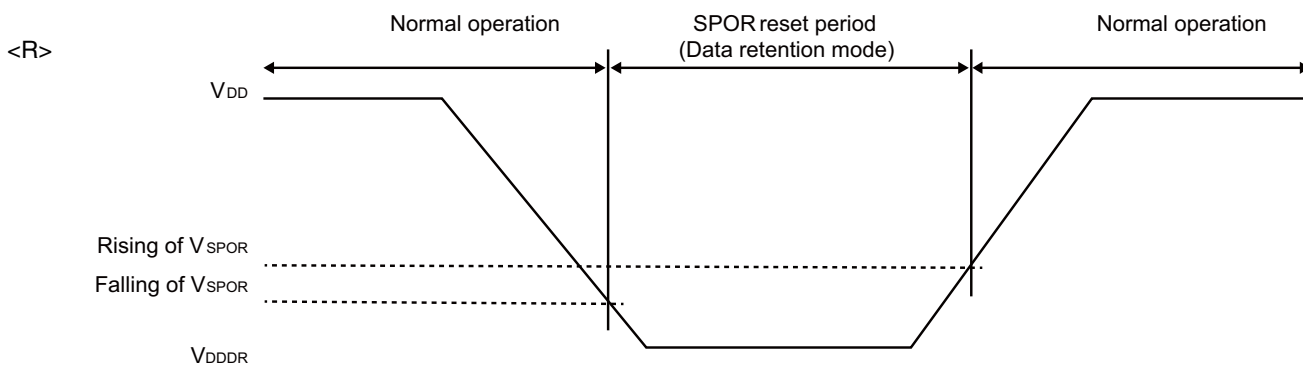 Normal operation
SPOR reset period
(Data retention mode)
Normal operation
<R>
VDD
Rising of VSPOR
Falling of VSPOR
VDDDR